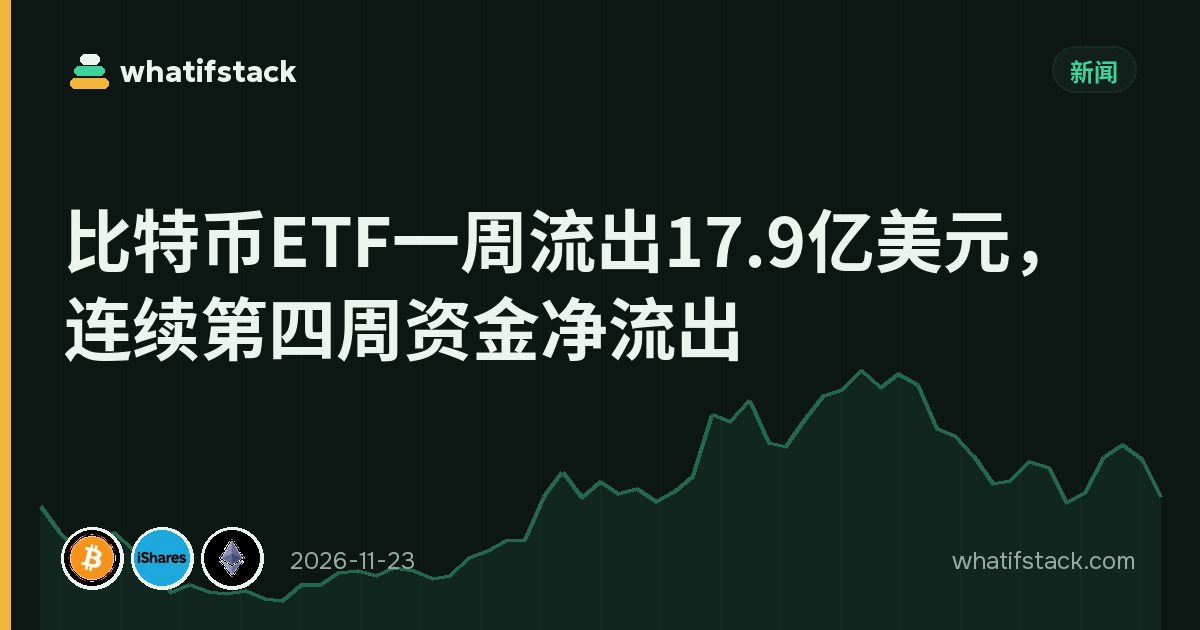 whatifstack
新闻
比特币ETF一周流出17.9亿美元，
连续第四周资金净流出
iShares
2026-11-23
whatifstack.com